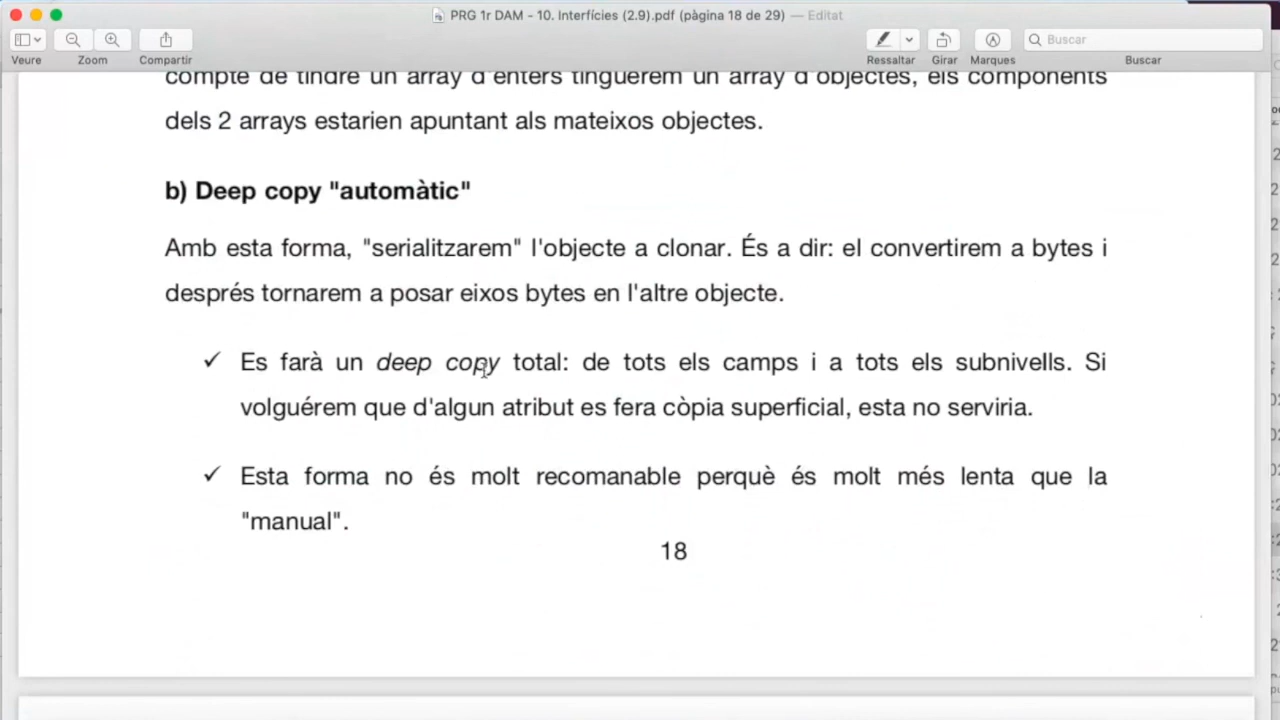 PRG 1r DAM - 10. Interfícies (2.9).pdf (pàgina 18 de 29) — Editat
Veure Zoom Compartir Ressaltar Girar Marques Buscar Buscar
compte de tindre un array d'enters tinguérem un array d'objectes, els components
dels 2 arrays estarien apuntant als mateixos objectes.
b) Deep copy "automàtic"
Amb esta forma, "serialitzarem" l'objecte a clonar. És a dir: el convertirem a bytes i
després tornarem a posar eixos bytes en l'altre objecte.
✓ Es farà un deep copy total: de tots els camps i a tots els subnivells. Si
volguérem que d'algun atribut es fera còpia superficial, esta no serviria.
✓ Esta forma no és molt recomanable perquè és molt més lenta que la
"manual".
18